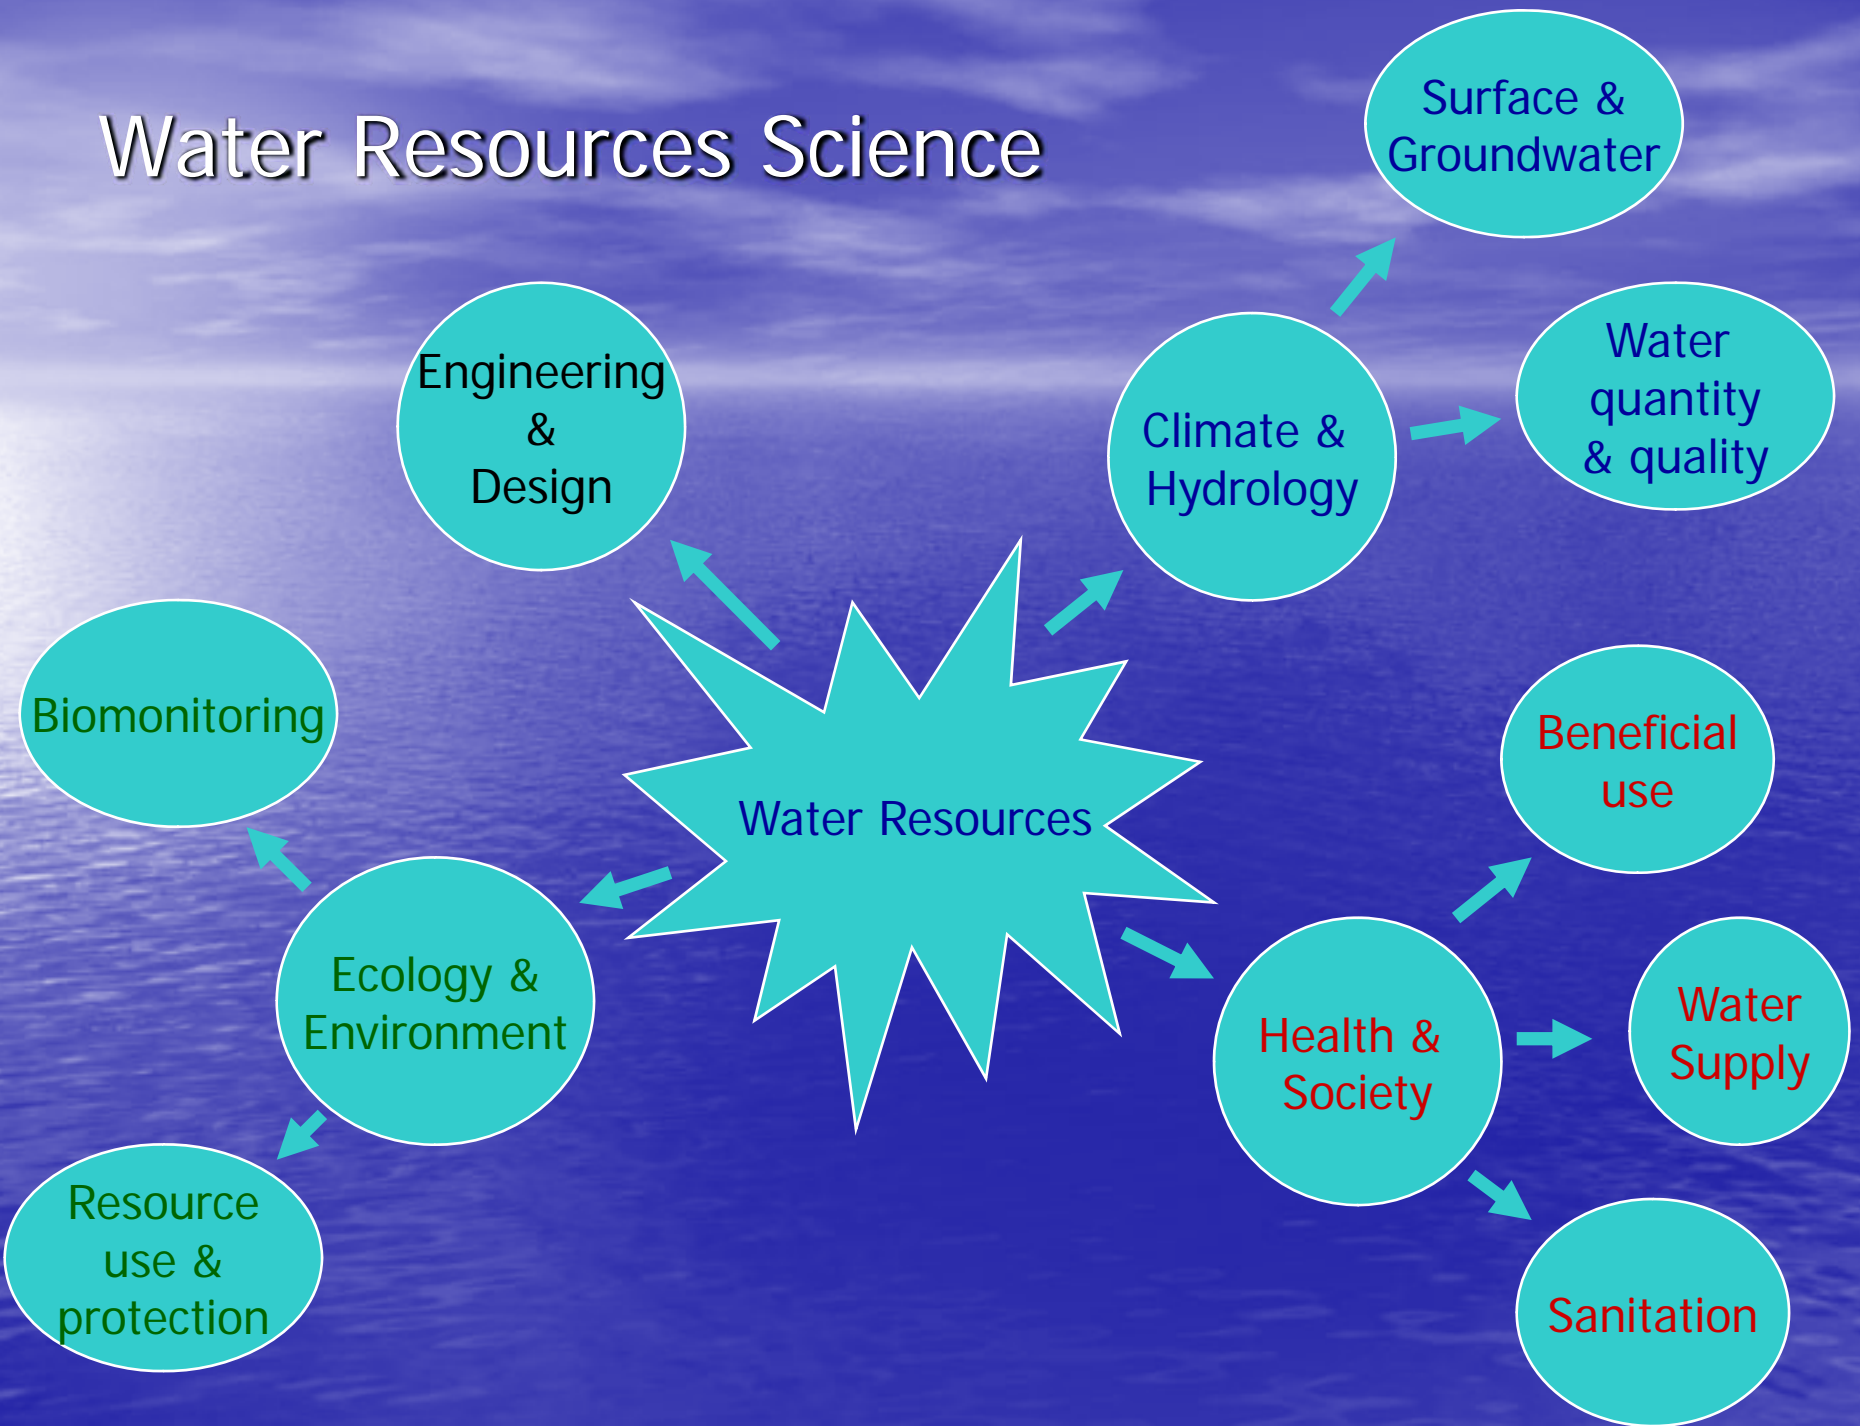 Water Resources Science
Surface &
Groundwater
Engineering
&
Design
Climate &
Hydrology
Water
quantity
& quality
Biomonitoring
Water Resources
Beneficial
use
Ecology &
Environment
Health &
Society
Water
Supply
Resource
use &
protection
Sanitation